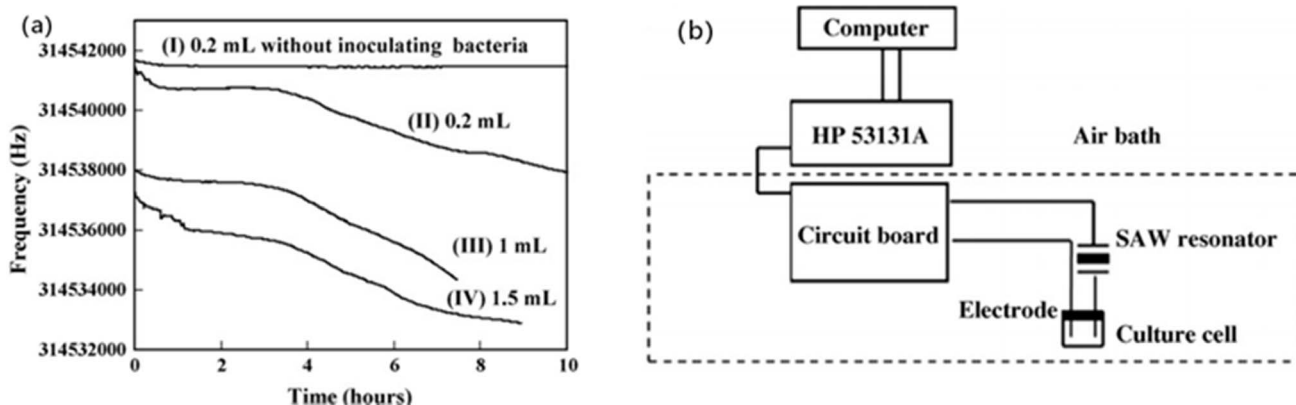 (a)
314542000
314540000
314538000
314536000
314534000
314532000
Frequency (Hz)
(I) 0.2 mL without inoculating bacteria
(II) 0.2 mL
(III) 1 mL
(IV) 1.5 mL
0 2 4 6 8 10
Time (hours)
(b)
Computer
HP 53131A
Air bath
Circuit board
SAW resonator
Electrode
Culture cell